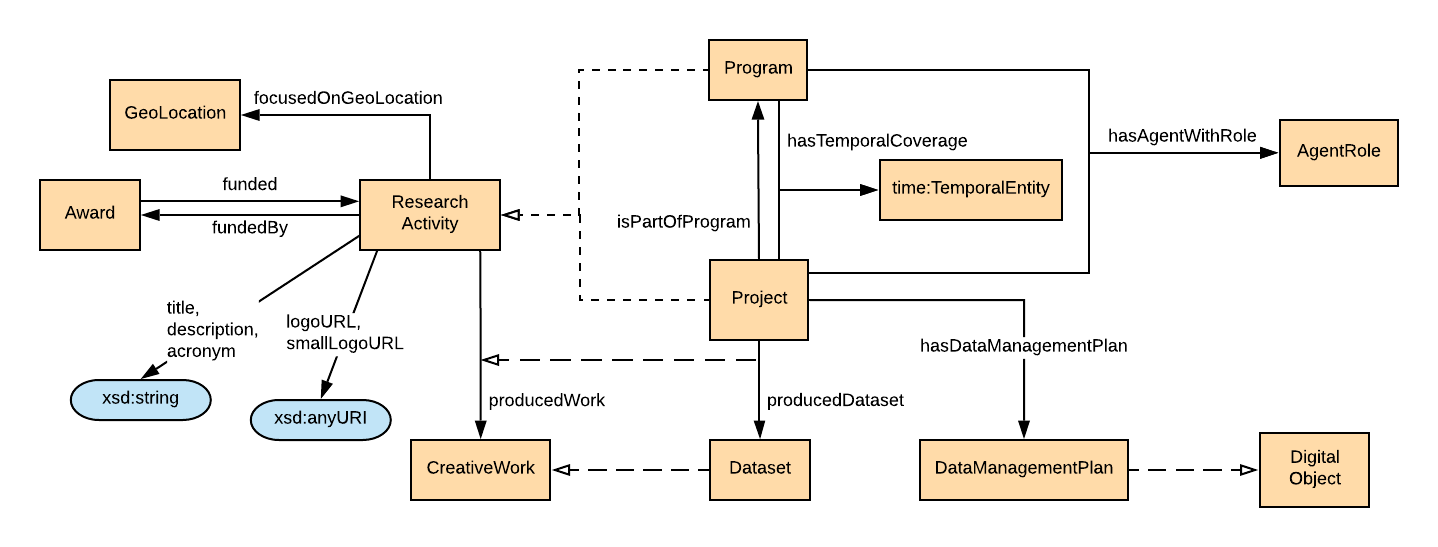 Program
focusedOnGeoLocation
GeoLocation
hasTemporalCoverage
hasAgentWithRole
AgentRole
funded
time:TemporalEntity
Award
Research
Activity
fundedBy
isPartOfProgram
Project
title,
description,
acronym
logoURL,
smallLogoURL
hasDataManagementPlan
xsd:string
xsd:anyURI
producedWork
producedDataset
CreativeWork
Dataset
DataManagementPlan
Digital
Object